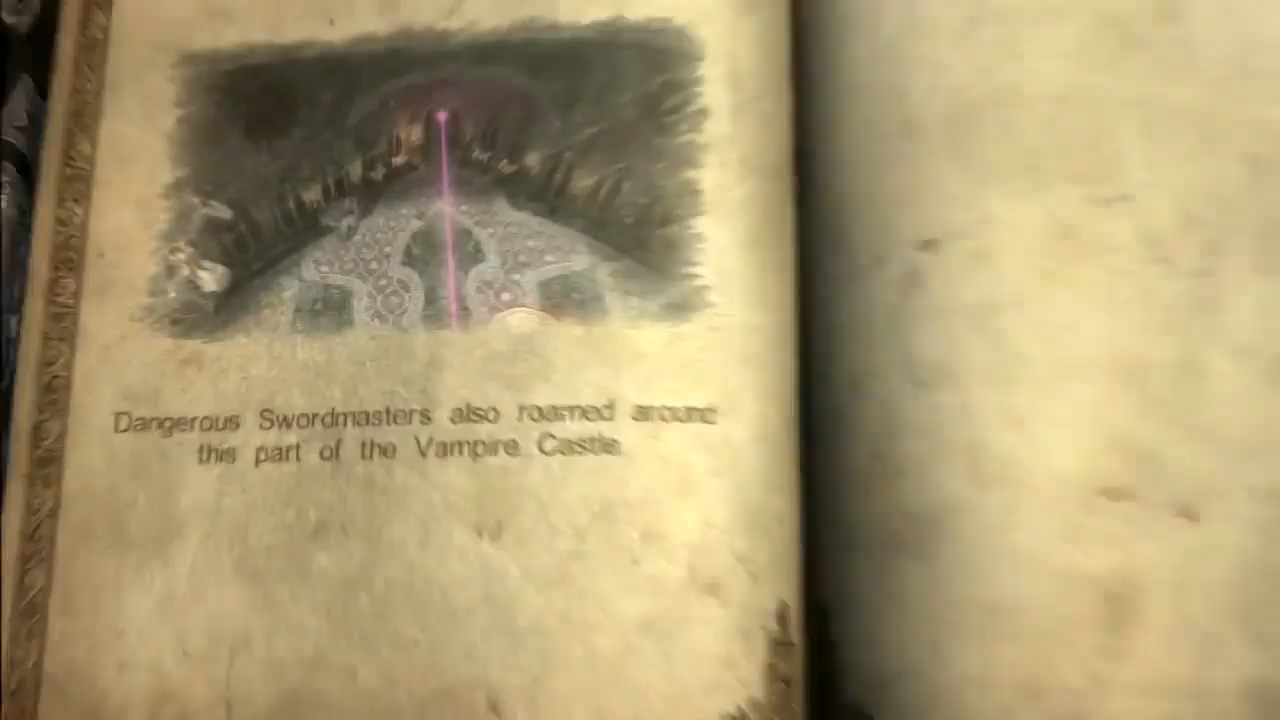 Dangerous Swordmasters also roamed around
this part of the Vampire Castle.